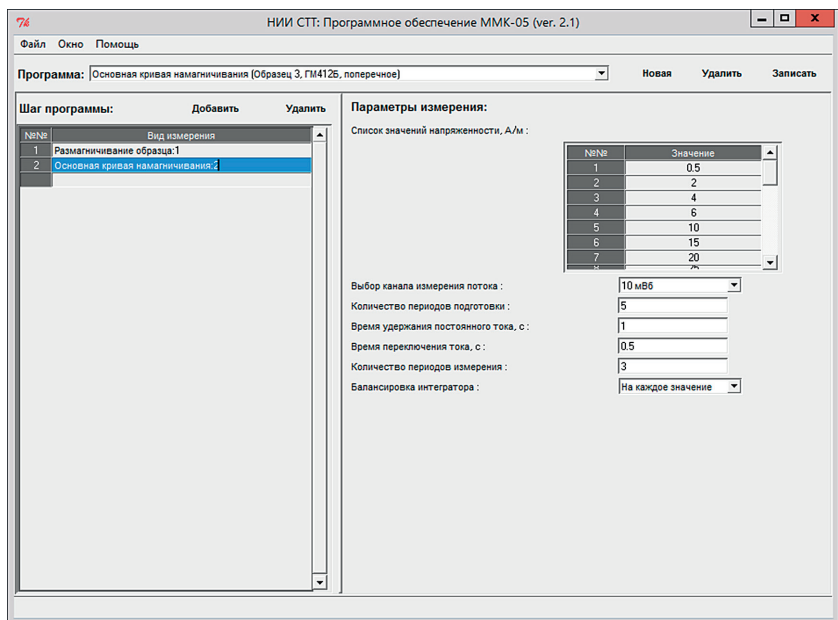 НИИ СТТ: Программное обеспечение ММК-05 (ver. 2.1)
Файл Окно Помощь
Программа: Основная кривая намагничивания (Образец 3, ГМ412Б, поперечное) Новая Удалить Записать
Шаг программы: Добавить Удалить
№№ Вид измерения
1 Размагничивание образца:1
2 Основная кривая намагничивания:2
Параметры измерения:
Список значений напряженности, А/м :
№№ Значение
1 0.5
2 2
3 4
4 6
5 10
6 15
7 20
8 25
Выбор канала измерения потока : 10 мВб
Количество периодов подготовки : 5
Время удержания постоянного тока, с : 1
Время переключения тока, с : 0.5
Количество периодов измерения : 3
Балансировка интегратора : На каждое значение